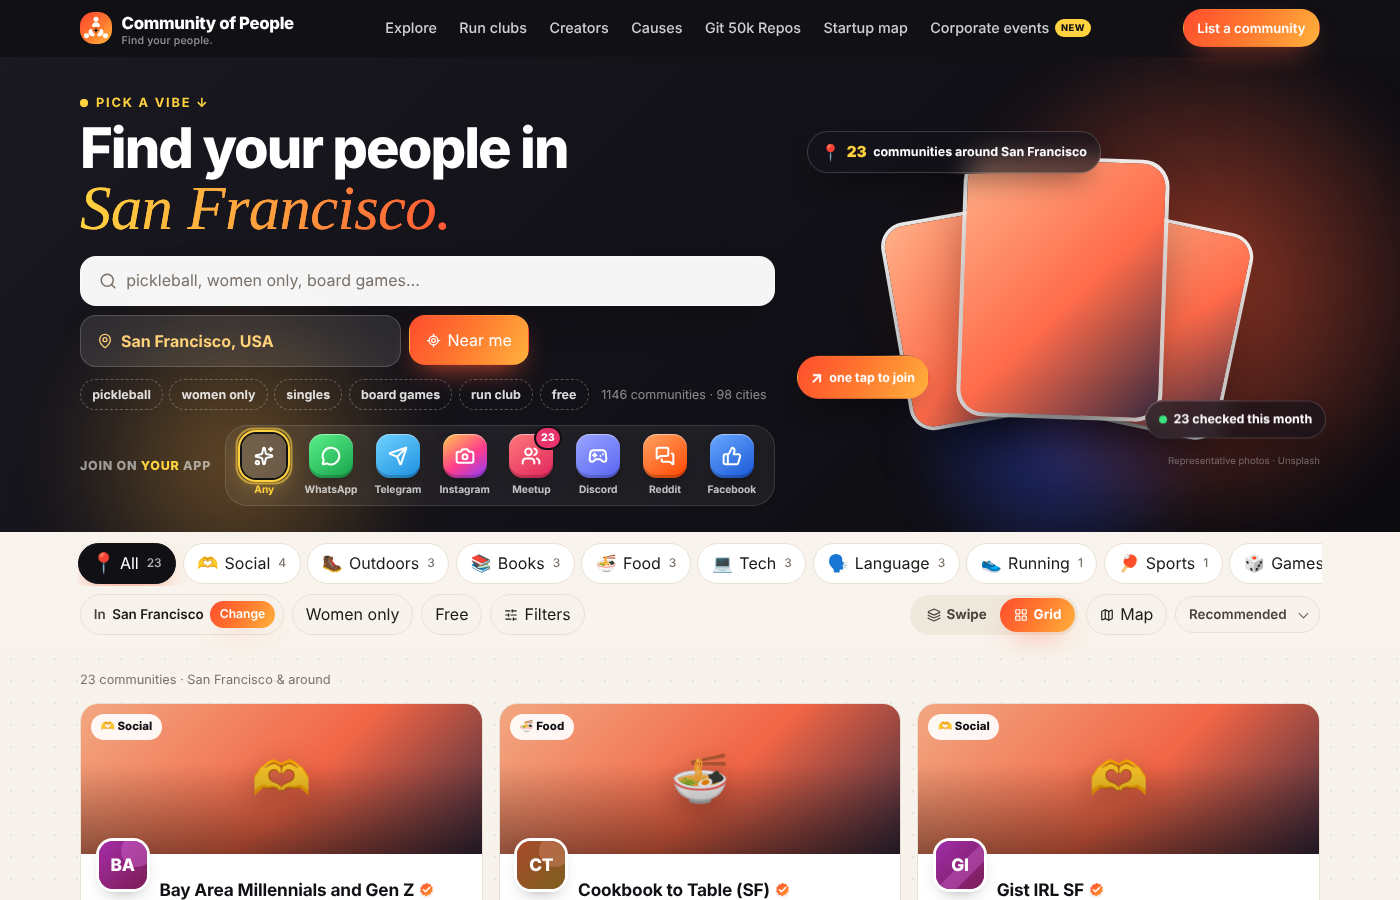 Community of People
Find your people.
Explore
Run clubs
Creators
Causes
Git 50k Repos
Startup map
Corporate events NEW
List a community
PICK A VIBE ↓
Find your people in
San Francisco.
pickleball, women only, board games...
San Francisco, USA
Near me
pickleball
women only
singles
board games
run club
free
1146 communities · 98 cities
JOIN ON YOUR APP
Any
WhatsApp
Telegram
Instagram
23
Meetup
Discord
Reddit
Facebook
23 communities around San Francisco
one tap to join
23 checked this month
Representative photos · Unsplash
All 23
Social 4
Outdoors 3
Books 3
Food 3
Tech 3
Language 3
Running 1
Sports 1
Games
In San Francisco Change
Women only
Free
Filters
Swipe
Grid
Map
Recommended
23 communities · San Francisco & around
Social
BA
Bay Area Millennials and Gen Z
Food
CT
Cookbook to Table (SF)
Social
GI
Gist IRL SF